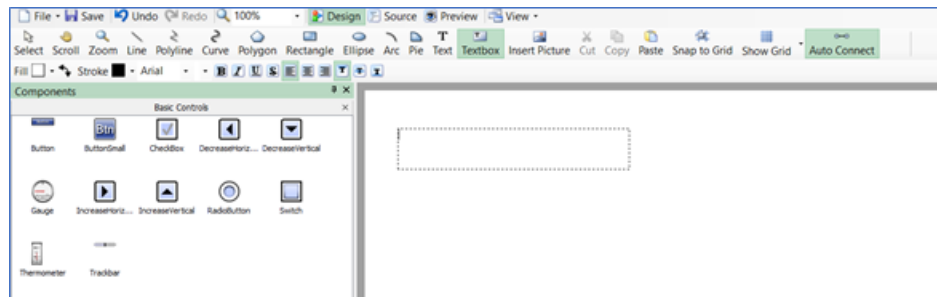 File Save Undo Redo 100% Design Source Preview View
Select Scroll Zoom Line Polyline Curve Polygon Rectangle Ellipse Arc Pie Text Textbox Insert Picture Cut Copy Paste Snap to Grid Show Grid Auto Connect
Fill Stroke Arial B I U S
Components
Basic Controls
Btn
Button ButtonSmall CheckBox DecreaseHoriz... DecreaseVertical
Gauge IncreaseHoriz... IncreaseVertical RadioButton Switch
Thermometer Trackbar